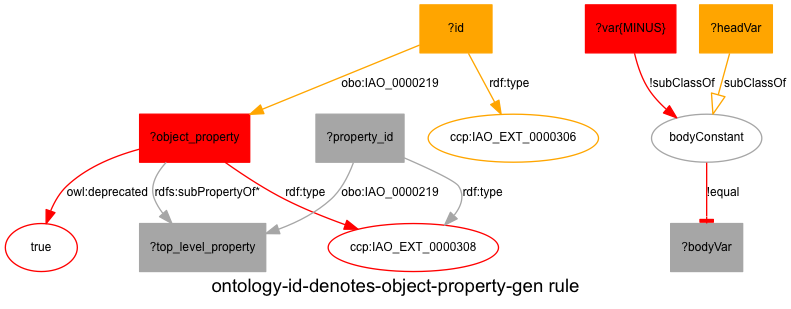 ?id
?var{MINUS}
?headVar
obo:IAO_0000219
rdf:type
!subClassOf
subClassOf
?object_property
?property_id
ccp:IAO_EXT_0000306
bodyConstant
owl:deprecated
rdfs:subPropertyOf*
rdf:type
obo:IAO_0000219
rdf:type
!equal
true
?top_level_property
ccp:IAO_EXT_0000308
?bodyVar
ontology-id-denotes-object-property-gen rule